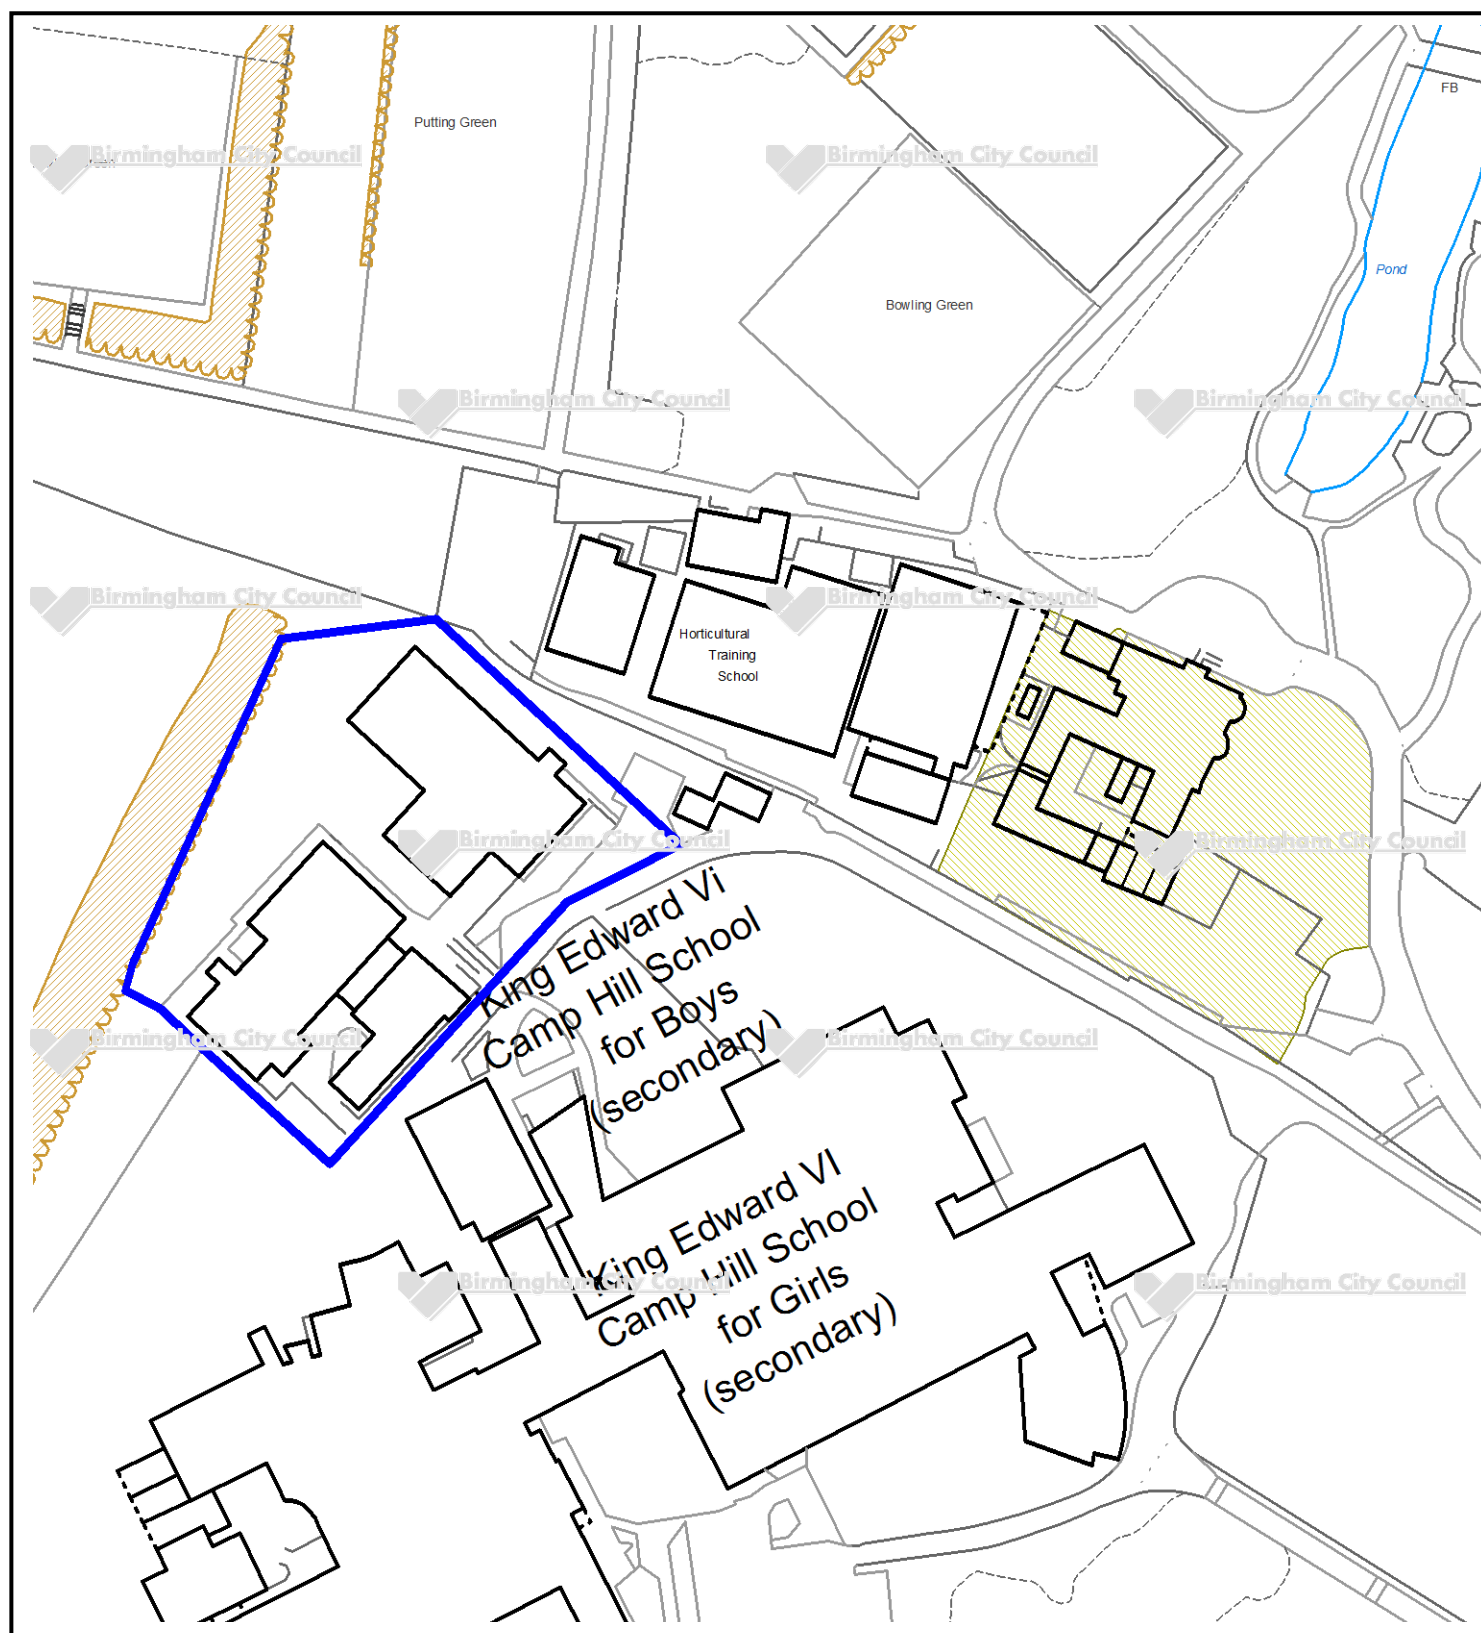 FB
Putting Green
Birmingham City Council
Birmingham City Council
Pond
Bowling Green
Birmingham City Council
Birmingham City Council
Birmingham City Council
Birmingham City Council
Horticultural
Training
School
Birmingham City Council
Birmingham City Council
King Edward Vi
Camp Hill School
for Boys
(secondary)
Birmingham City Council
Birmingham City Council
King Edward VI
Camp Hill School
for Girls
(secondary)
Birmingham City Council
Birmingham City Council